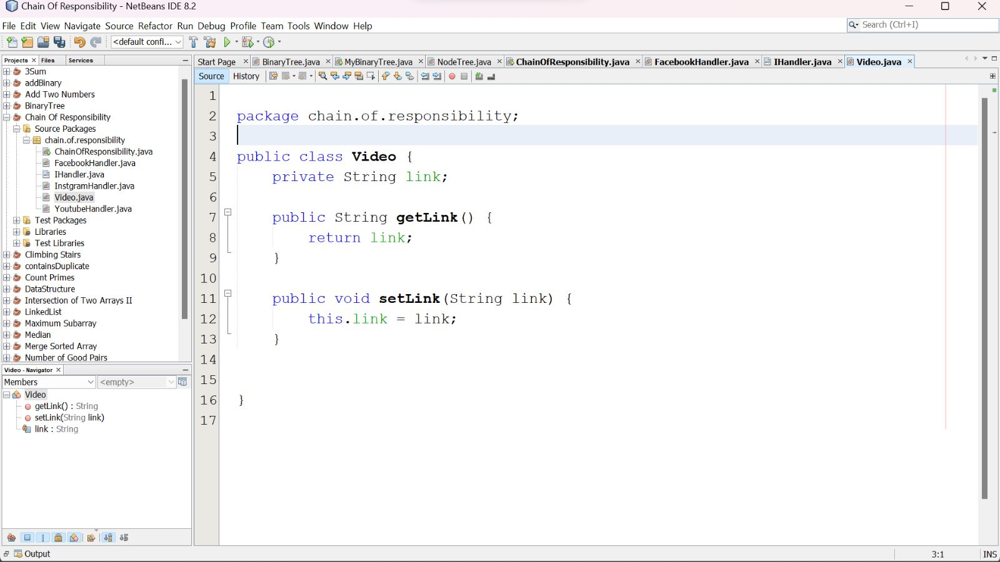 Chain Of Responsibility - NetBeans IDE 8.2
File Edit View Navigate Source Refactor Run Debug Profile Team Tools Window Help
Search (Ctrl+I)
<default confi...
Projects Files Services
Start Page BinaryTree.java MyBinaryTree.java NodeTree.java ChainOfResponsibility.java FacebookHandler.java IHandler.java Video.java
Source History
3Sum
addBinary
Add Two Numbers
BinaryTree
Chain Of Responsibility
Source Packages
chain.of.responsibility
ChainOfResponsibility.java
FacebookHandler.java
IHandler.java
InstgramHandler.java
Video.java
YoutubeHandler.java
Test Packages
Libraries
Test Libraries
Climbing Stairs
containsDuplicate
Count Primes
DataStructure
Intersection of Two Arrays II
LinkedList
Maximum Subarray
Median
Merge Sorted Array
Number of Good Pairs
Video - Navigator
Members <empty>
Video
getLink() : String
setLink(String link)
link : String
1
2 package chain.of.responsibility;
3
4 public class Video {
5 private String link;
6
7 public String getLink() {
8 return link;
9 }
10
11 public void setLink(String link) {
12 this.link = link;
13 }
14
15
16 }
17
Output
3:1 INS